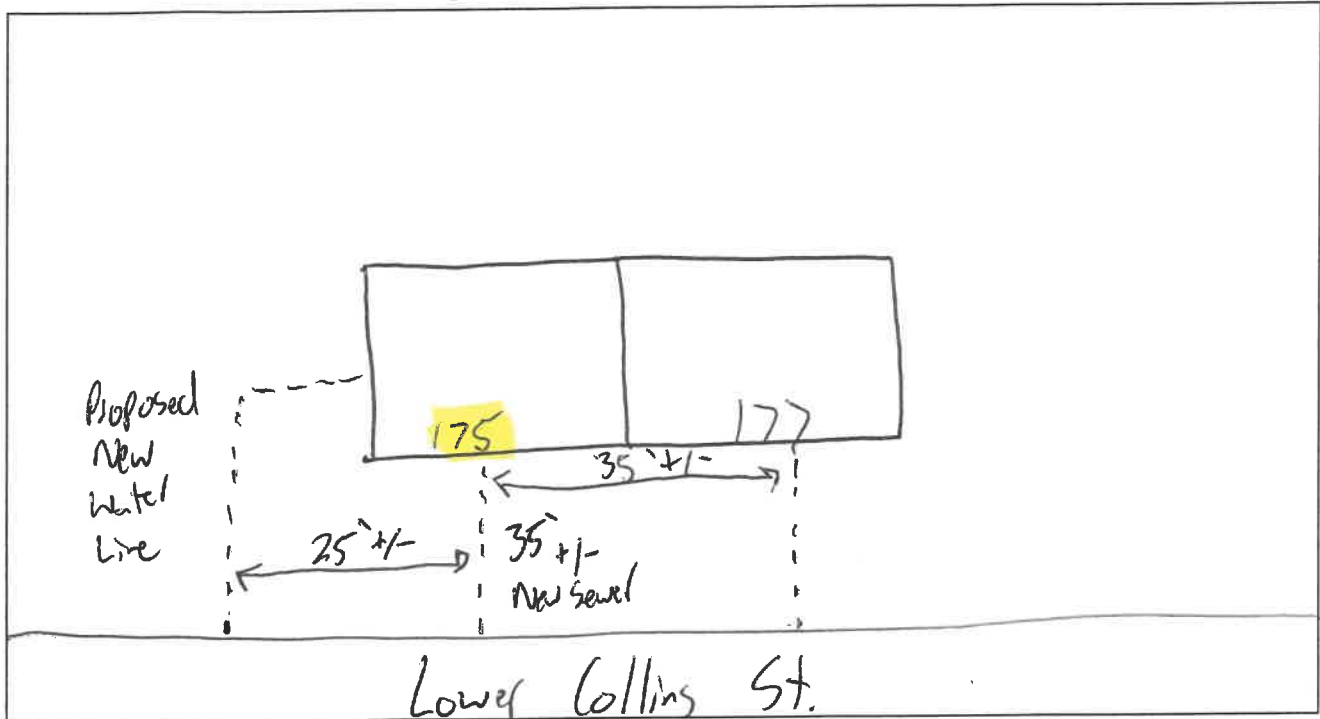 Proposed
New
Water
Line
175
177
35' +/-
25' +/-
35' +/-
New Sewer
Lower Collins St.